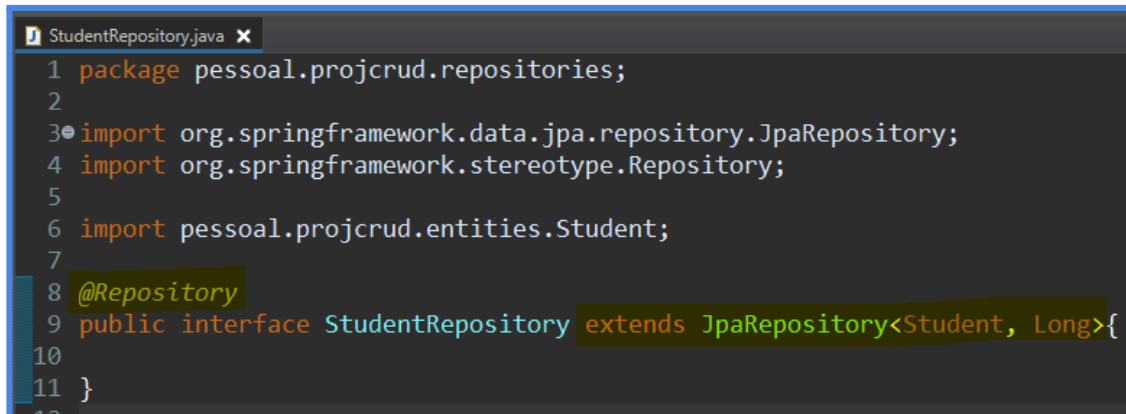 StudentRepository.java
1 package pessoal.projcrud.repositories;
2
3 import org.springframework.data.jpa.repository.JpaRepository;
4 import org.springframework.stereotype.Repository;
5
6 import pessoal.projcrud.entities.Student;
7
8 @Repository
9 public interface StudentRepository extends JpaRepository<Student, Long>{
10
11 }
12